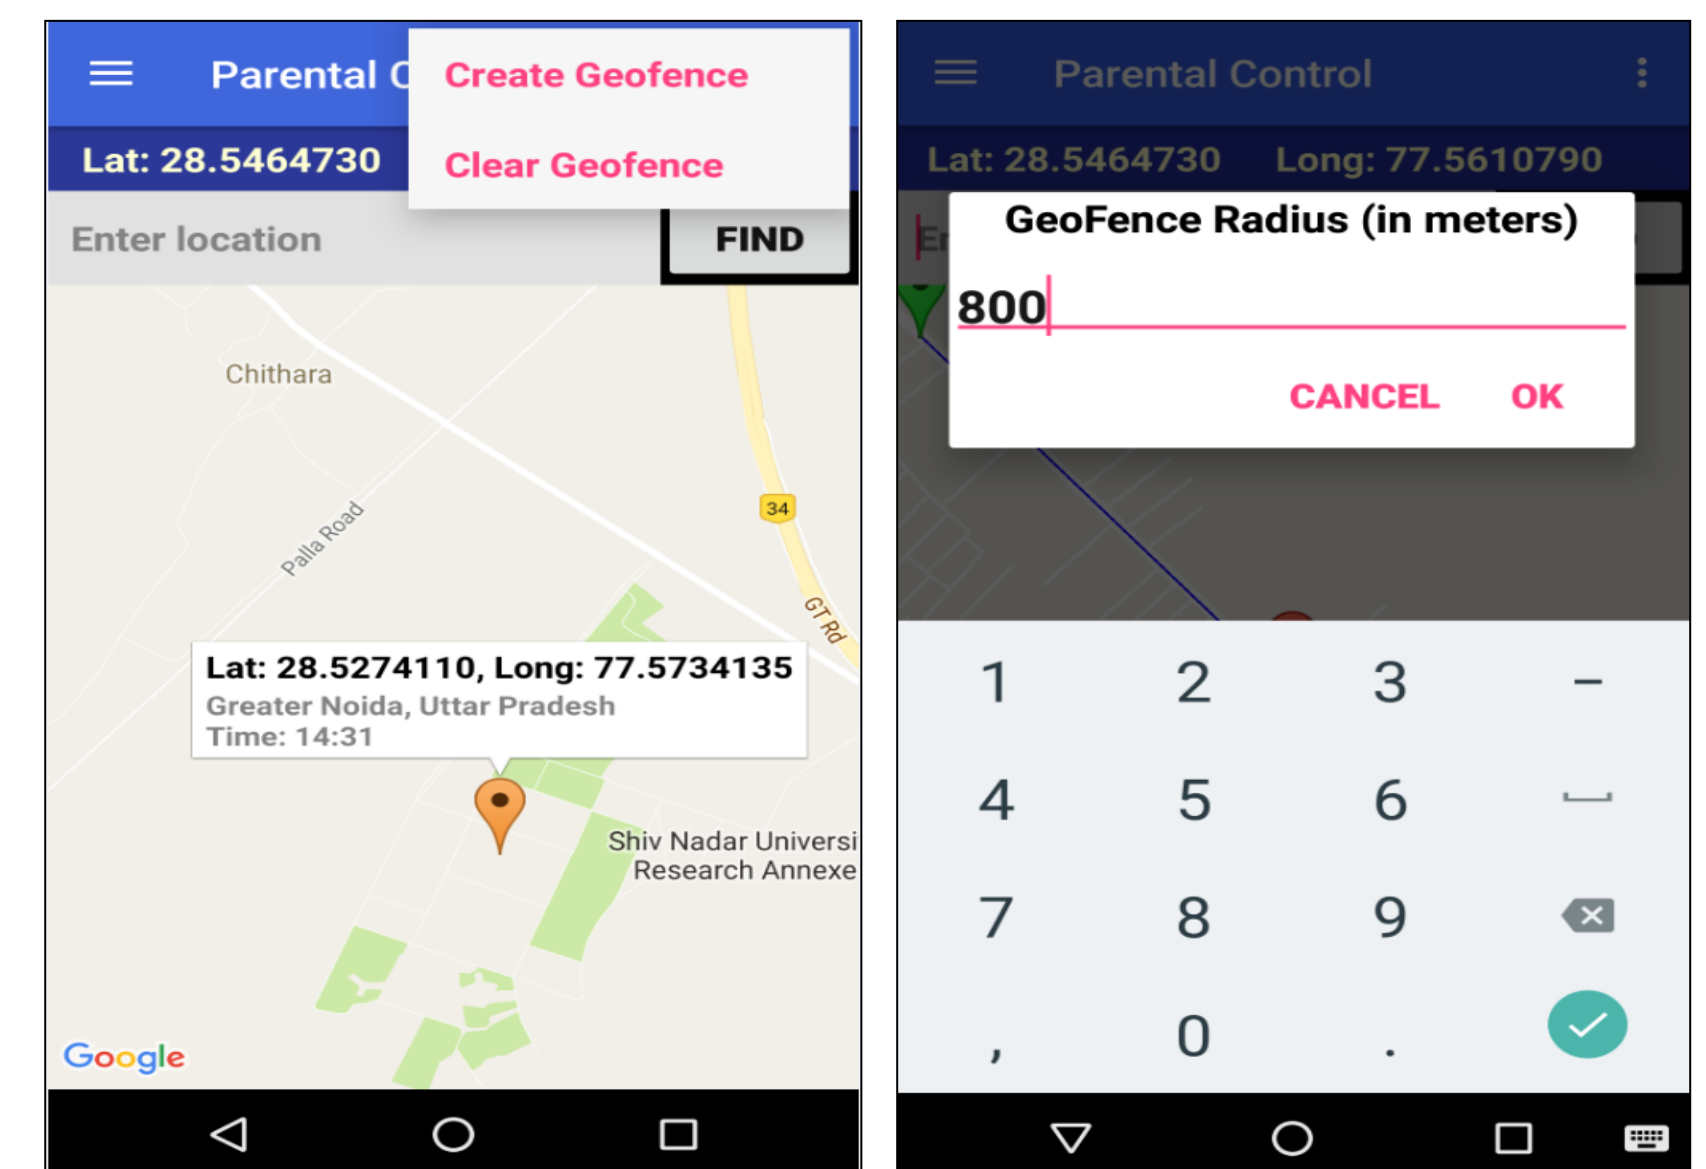 Parental C
Create Geofence
Clear Geofence
Lat: 28.5464730
Enter location
FIND
Chithara
34
Palla Road
GT Rd
Lat: 28.5274110, Long: 77.5734135
Greater Noida, Uttar Pradesh
Time: 14:31
Shiv Nadar Universi
Research Annexe
Google
Parental Control
Lat: 28.5464730 Long: 77.5610790
En
GeoFence Radius (in meters)
800
CANCEL OK
1 2 3 –
4 5 6
7 8 9
, 0 .